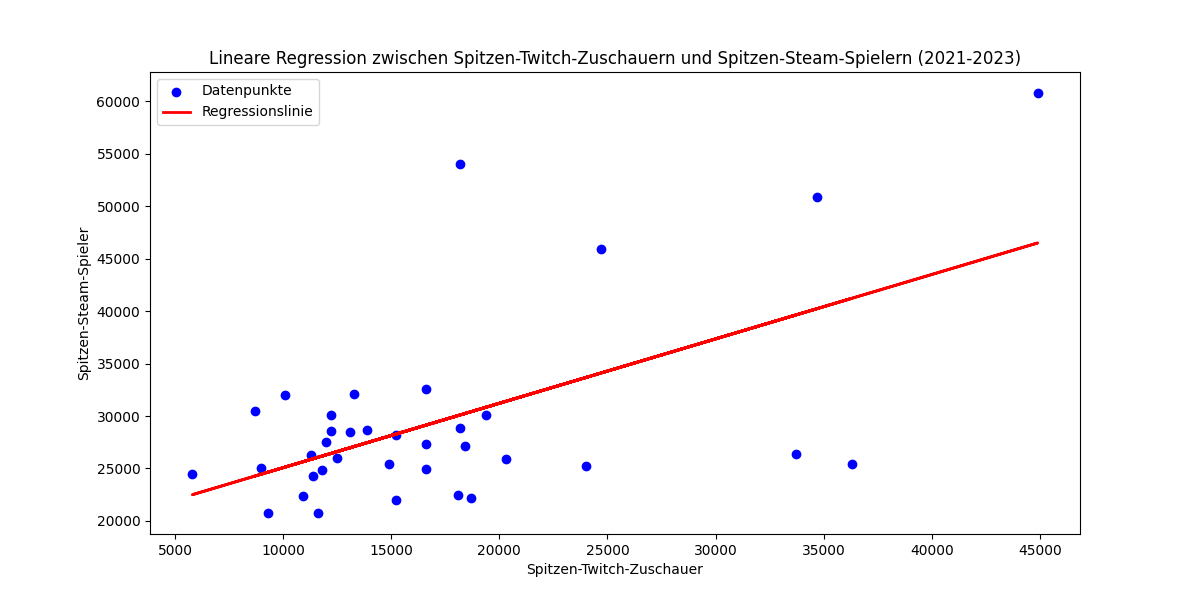 Lineare Regression zwischen Spitzen-Twitch-Zuschauern und Spitzen-Steam-Spielern (2021-2023)
Datenpunkte
Regressionslinie
Spitzen-Steam-Spieler
60000
55000
50000
45000
40000
35000
30000
25000
20000
5000 10000 15000 20000 25000 30000 35000 40000 45000
Spitzen-Twitch-Zuschauer